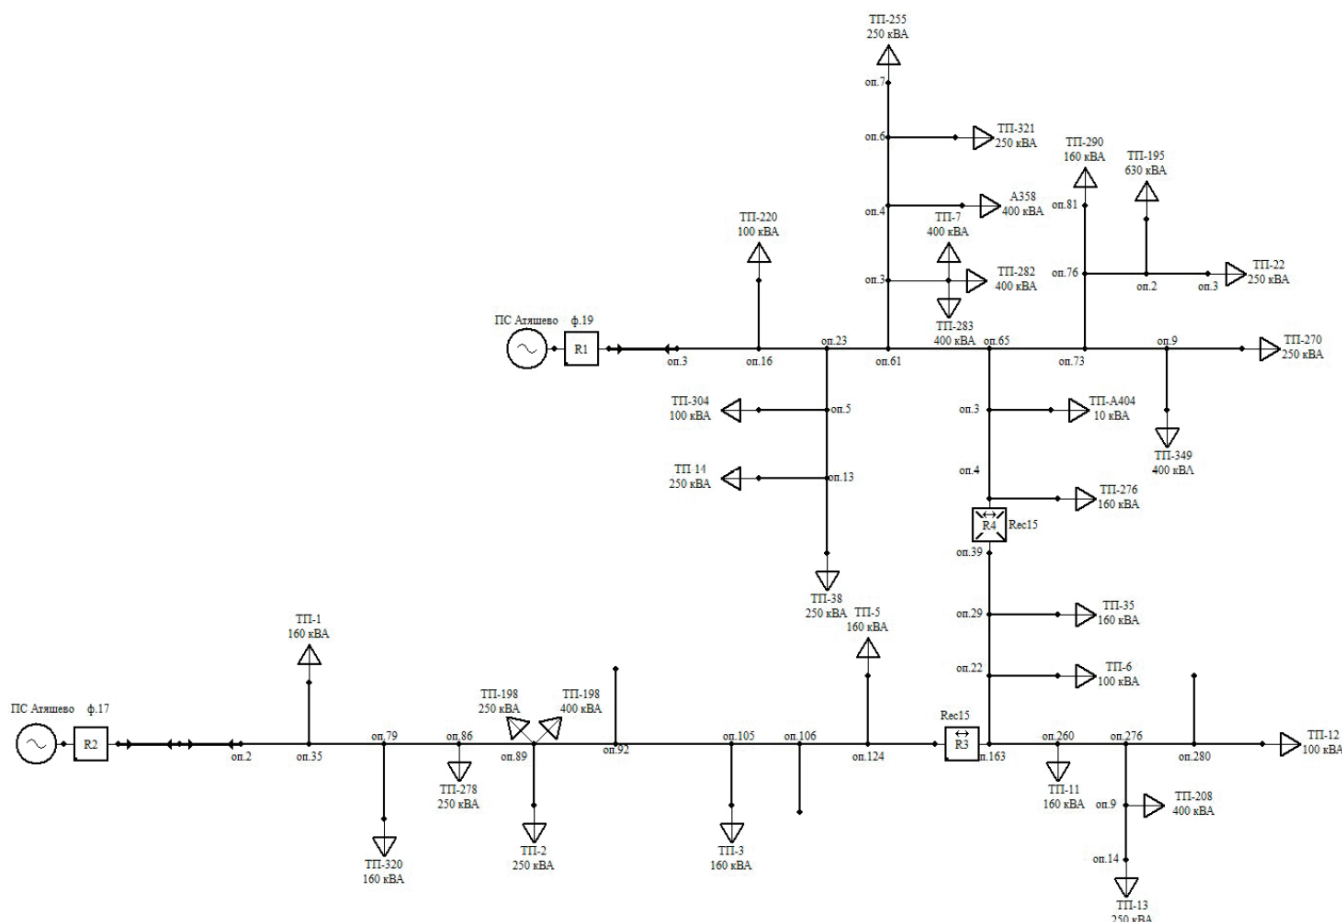 ТП-255
250 кВА
оп.7
оп.6
ТП-321
250 кВА
ТП-290
160 кВА
ТП-195
630 кВА
А358
400 кВА
оп.4
оп.81
ТП-220
100 кВА
ТП-7
400 кВА
оп.3
ТП-282
400 кВА
оп.76
оп.2
оп.3
ТП-22
250 кВА
ПС Атяшево
ф.19
R1
оп.3
оп.16
оп.23
оп.61
ТП-283
400 кВА
оп.65
оп.73
оп.9
ТП-270
250 кВА
ТП-304
100 кВА
оп.5
оп.3
ТП-А404
10 кВА
ТП-349
400 кВА
ТП 14
250 кВА
оп.13
оп.4
ТП-276
160 кВА
R4
Rec15
оп.39
ТП-38
250 кВА
ТП-5
160 кВА
оп.29
ТП-35
160 кВА
ТП-1
160 кВА
оп.22
ТП-6
100 кВА
ПС Атяшево
ф.17
R2
оп.2
оп.35
оп.79
оп.86
ТП-198
250 кВА
ТП-198
400 кВА
оп.89
оп.92
оп.105
оп.106
оп.124
Rec15
R3
оп.163
оп.260
оп.276
оп.280
ТП-12
100 кВА
ТП-278
250 кВА
ТП-11
160 кВА
оп.9
ТП-208
400 кВА
ТП-320
160 кВА
ТП-2
250 кВА
ТП-3
160 кВА
оп.14
ТП-13
250 кВА